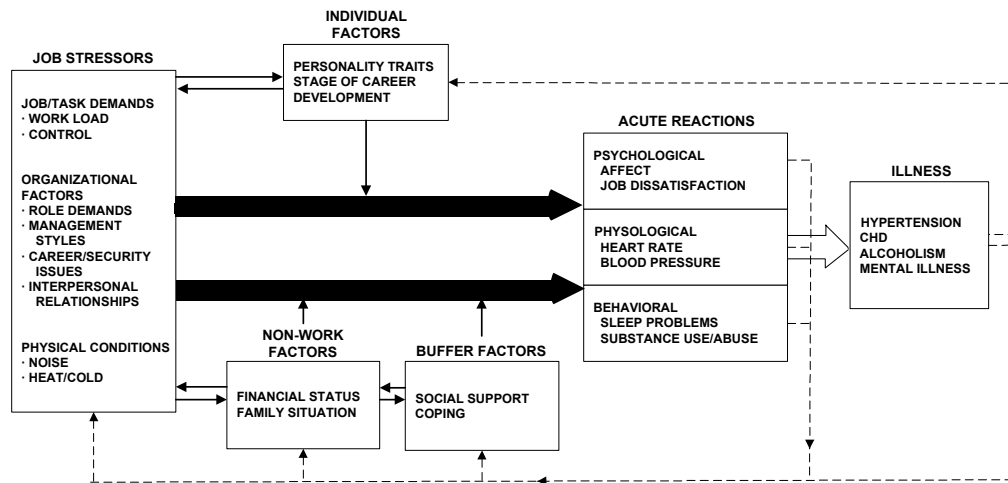 JOB STRESSORS
JOB/TASK DEMANDS
· WORK LOAD
· CONTROL
ORGANIZATIONAL
FACTORS
· ROLE DEMANDS
· MANAGEMENT
STYLES
· CAREER/SECURITY
ISSUES
· INTERPERSONAL
RELATIONSHIPS
PHYSICAL CONDITIONS
· NOISE
· HEAT/COLD
INDIVIDUAL
FACTORS
PERSONALITY TRAITS
STAGE OF CAREER
DEVELOPMENT
NON-WORK
FACTORS
FINANCIAL STATUS
FAMILY SITUATION
BUFFER FACTORS
SOCIAL SUPPORT
COPING
ACUTE REACTIONS
PSYCHOLOGICAL
AFFECT
JOB DISSATISFACTION
PHYSOLOGICAL
HEART RATE
BLOOD PRESSURE
BEHAVIORAL
SLEEP PROBLEMS
SUBSTANCE USE/ABUSE
ILLNESS
HYPERTENSION
CHD
ALCOHOLISM
MENTAL ILLNESS